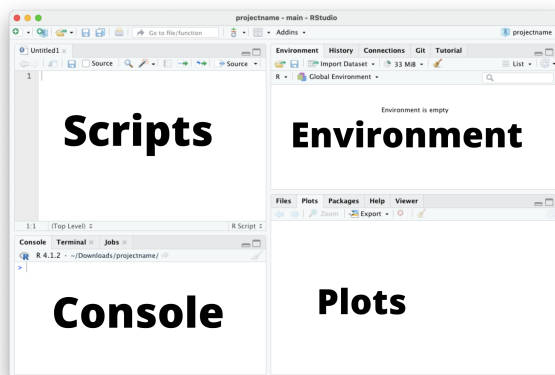 projectname - main - RStudio
Go to file/function
Addins
projectname
Untitled1
Source
Source
1
Scripts
1:1 (Top Level) R Script
Console Terminal Jobs
R 4.1.2 · ~/Downloads/projectname/
>
Console
Environment History Connections Git Tutorial
Import Dataset 33 MiB List
R Global Environment
Environment is empty
Environment
Files Plots Packages Help Viewer
Zoom Export
Plots